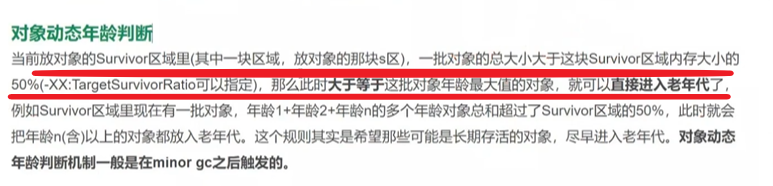 对象动态年龄判断
当前放对象的Survivor区域里(其中一块区域，放对象的那块s区)，一批对象的总大小大于这块Survivor区域内存大小的
50%(-XX:TargetSurvivorRatio可以指定)，那么此时大于等于这批对象年龄最大值的对象，就可以直接进入老年代了，
例如Survivor区域里现在有一批对象，年龄1+年龄2+年龄n的多个年龄对象总和超过了Survivor区域的50%，此时就会
把年龄n(含)以上的对象都放入老年代。这个规则其实是希望那些可能是长期存活的对象，尽早进入老年代。对象动态
年龄判断机制一般是在minor gc之后触发的。